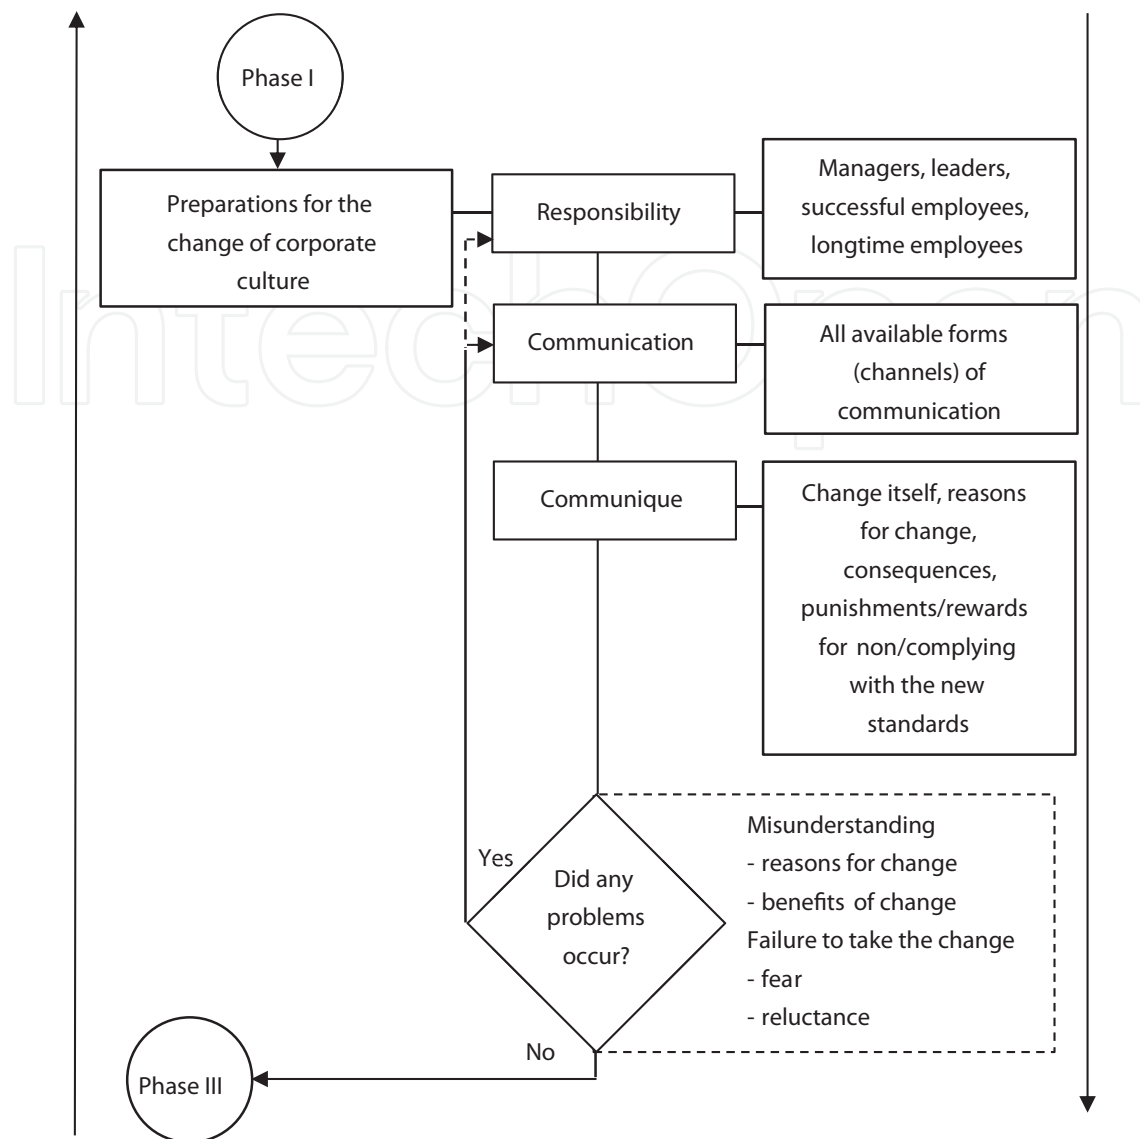 Phase I
Preparations for the
change of corporate
culture
Responsibility
Managers, leaders,
successful employees,
longtime employees
Communication
All available forms
(channels) of
communication
Communique
Change itself, reasons
for change,
consequences,
punishments/rewards
for non/complying
with the new
standards
Yes
Did any
problems
occur?
Misunderstanding
- reasons for change
- benefits of change
Failure to take the change
- fear
- reluctance
No
Phase III
IntechOpen